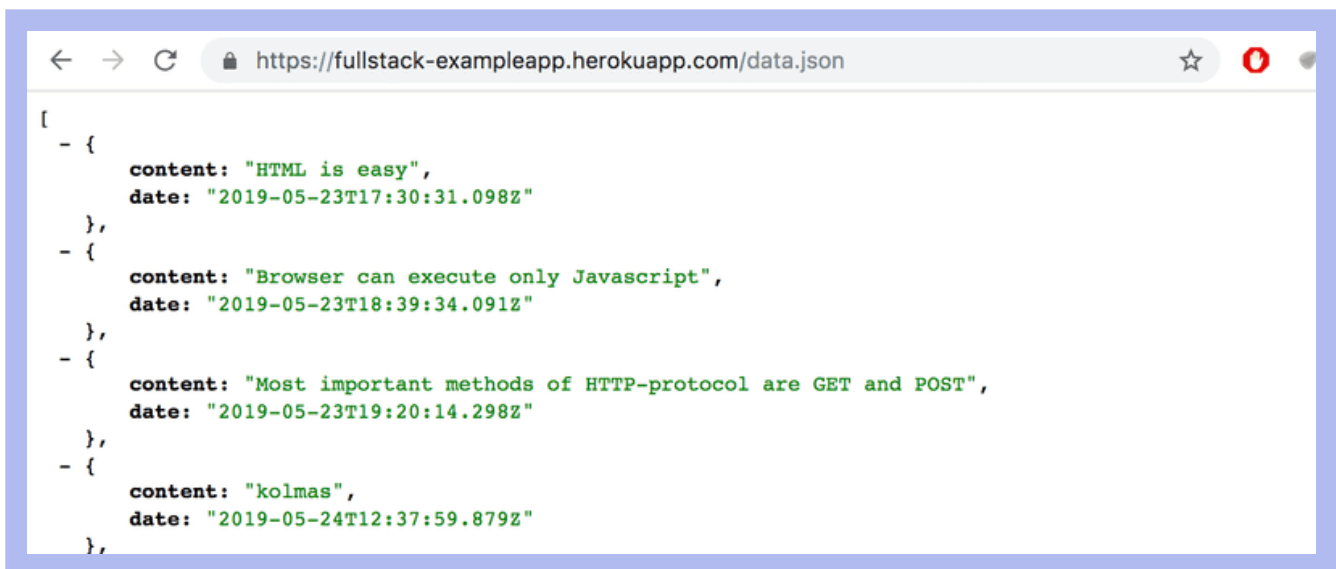 https://fullstack-exampleapp.herokuapp.com/data.json
[
- {
content: "HTML is easy",
date: "2019-05-23T17:30:31.098Z"
},
- {
content: "Browser can execute only Javascript",
date: "2019-05-23T18:39:34.091Z"
},
- {
content: "Most important methods of HTTP-protocol are GET and POST",
date: "2019-05-23T19:20:14.298Z"
},
- {
content: "kolmas",
date: "2019-05-24T12:37:59.879Z"
},